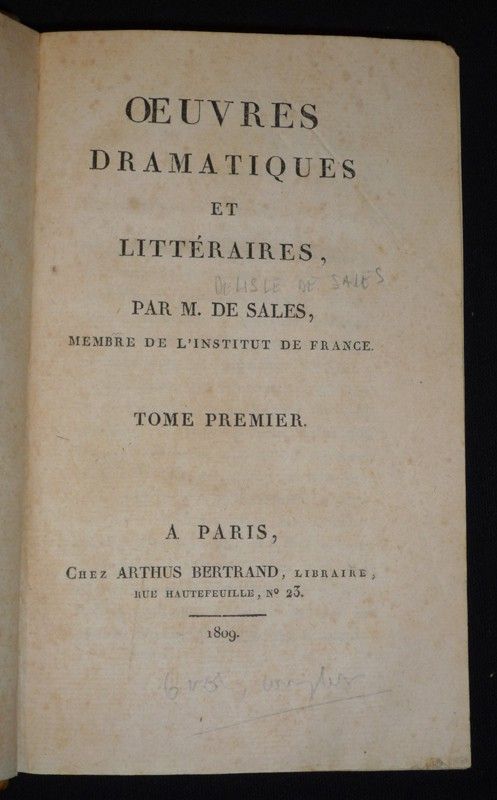 ŒUVRES
DRAMATIQUES
ET
LITTÉRAIRES,
DELISLE DE SALES
PAR M. DE SALES,
MEMBRE DE L'INSTITUT DE FRANCE.
TOME PREMIER.
A PARIS,
CHEZ ARTHUS BERTRAND, LIBRAIRE,
RUE HAUTEFEUILLE, Nº 23.
1809.